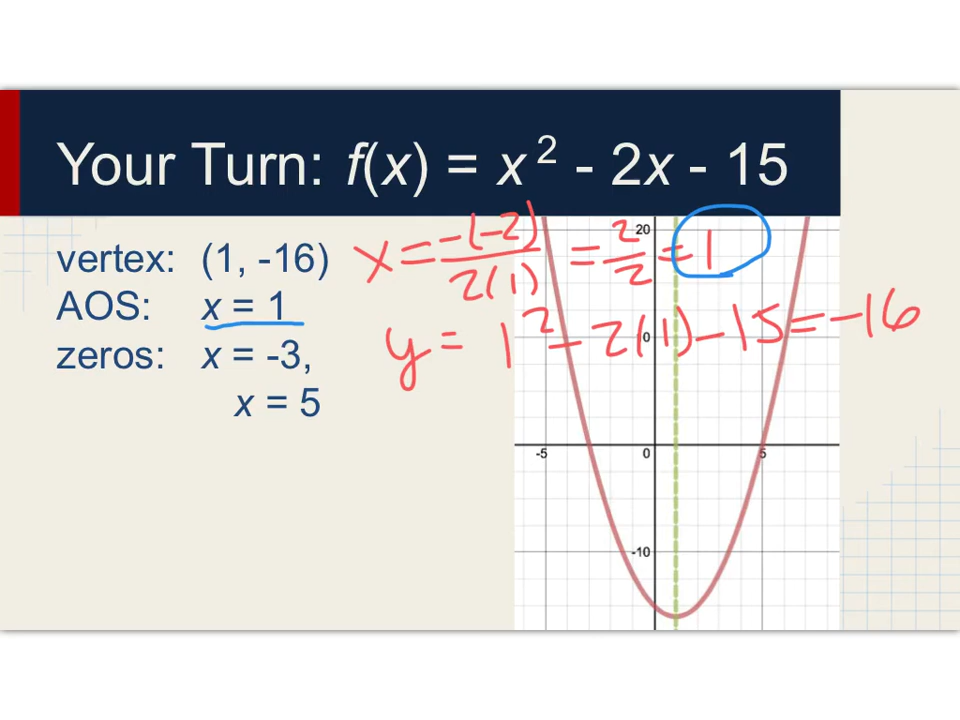 Your Turn: f(x) = x² - 2x - 15
vertex: (1, -16)
AOS: x = 1
zeros: x = -3,
x = 5
x = -(-2)/2(1) = 2/2 = 1
y = 1² - 2(1) - 15 = -16
20
10
-5 0 5
-10